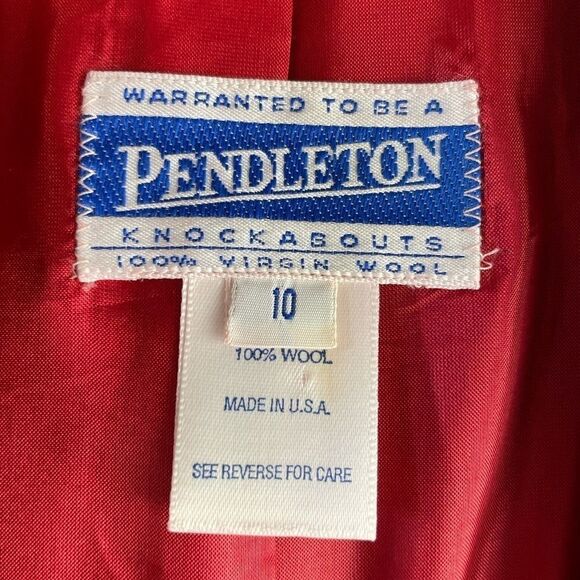 WARRANTED TO BE A
PENDLETON
KNOCKABOUTS
100% VIRGIN WOOL
10
100% WOOL
MADE IN U.S.A.
SEE REVERSE FOR CARE